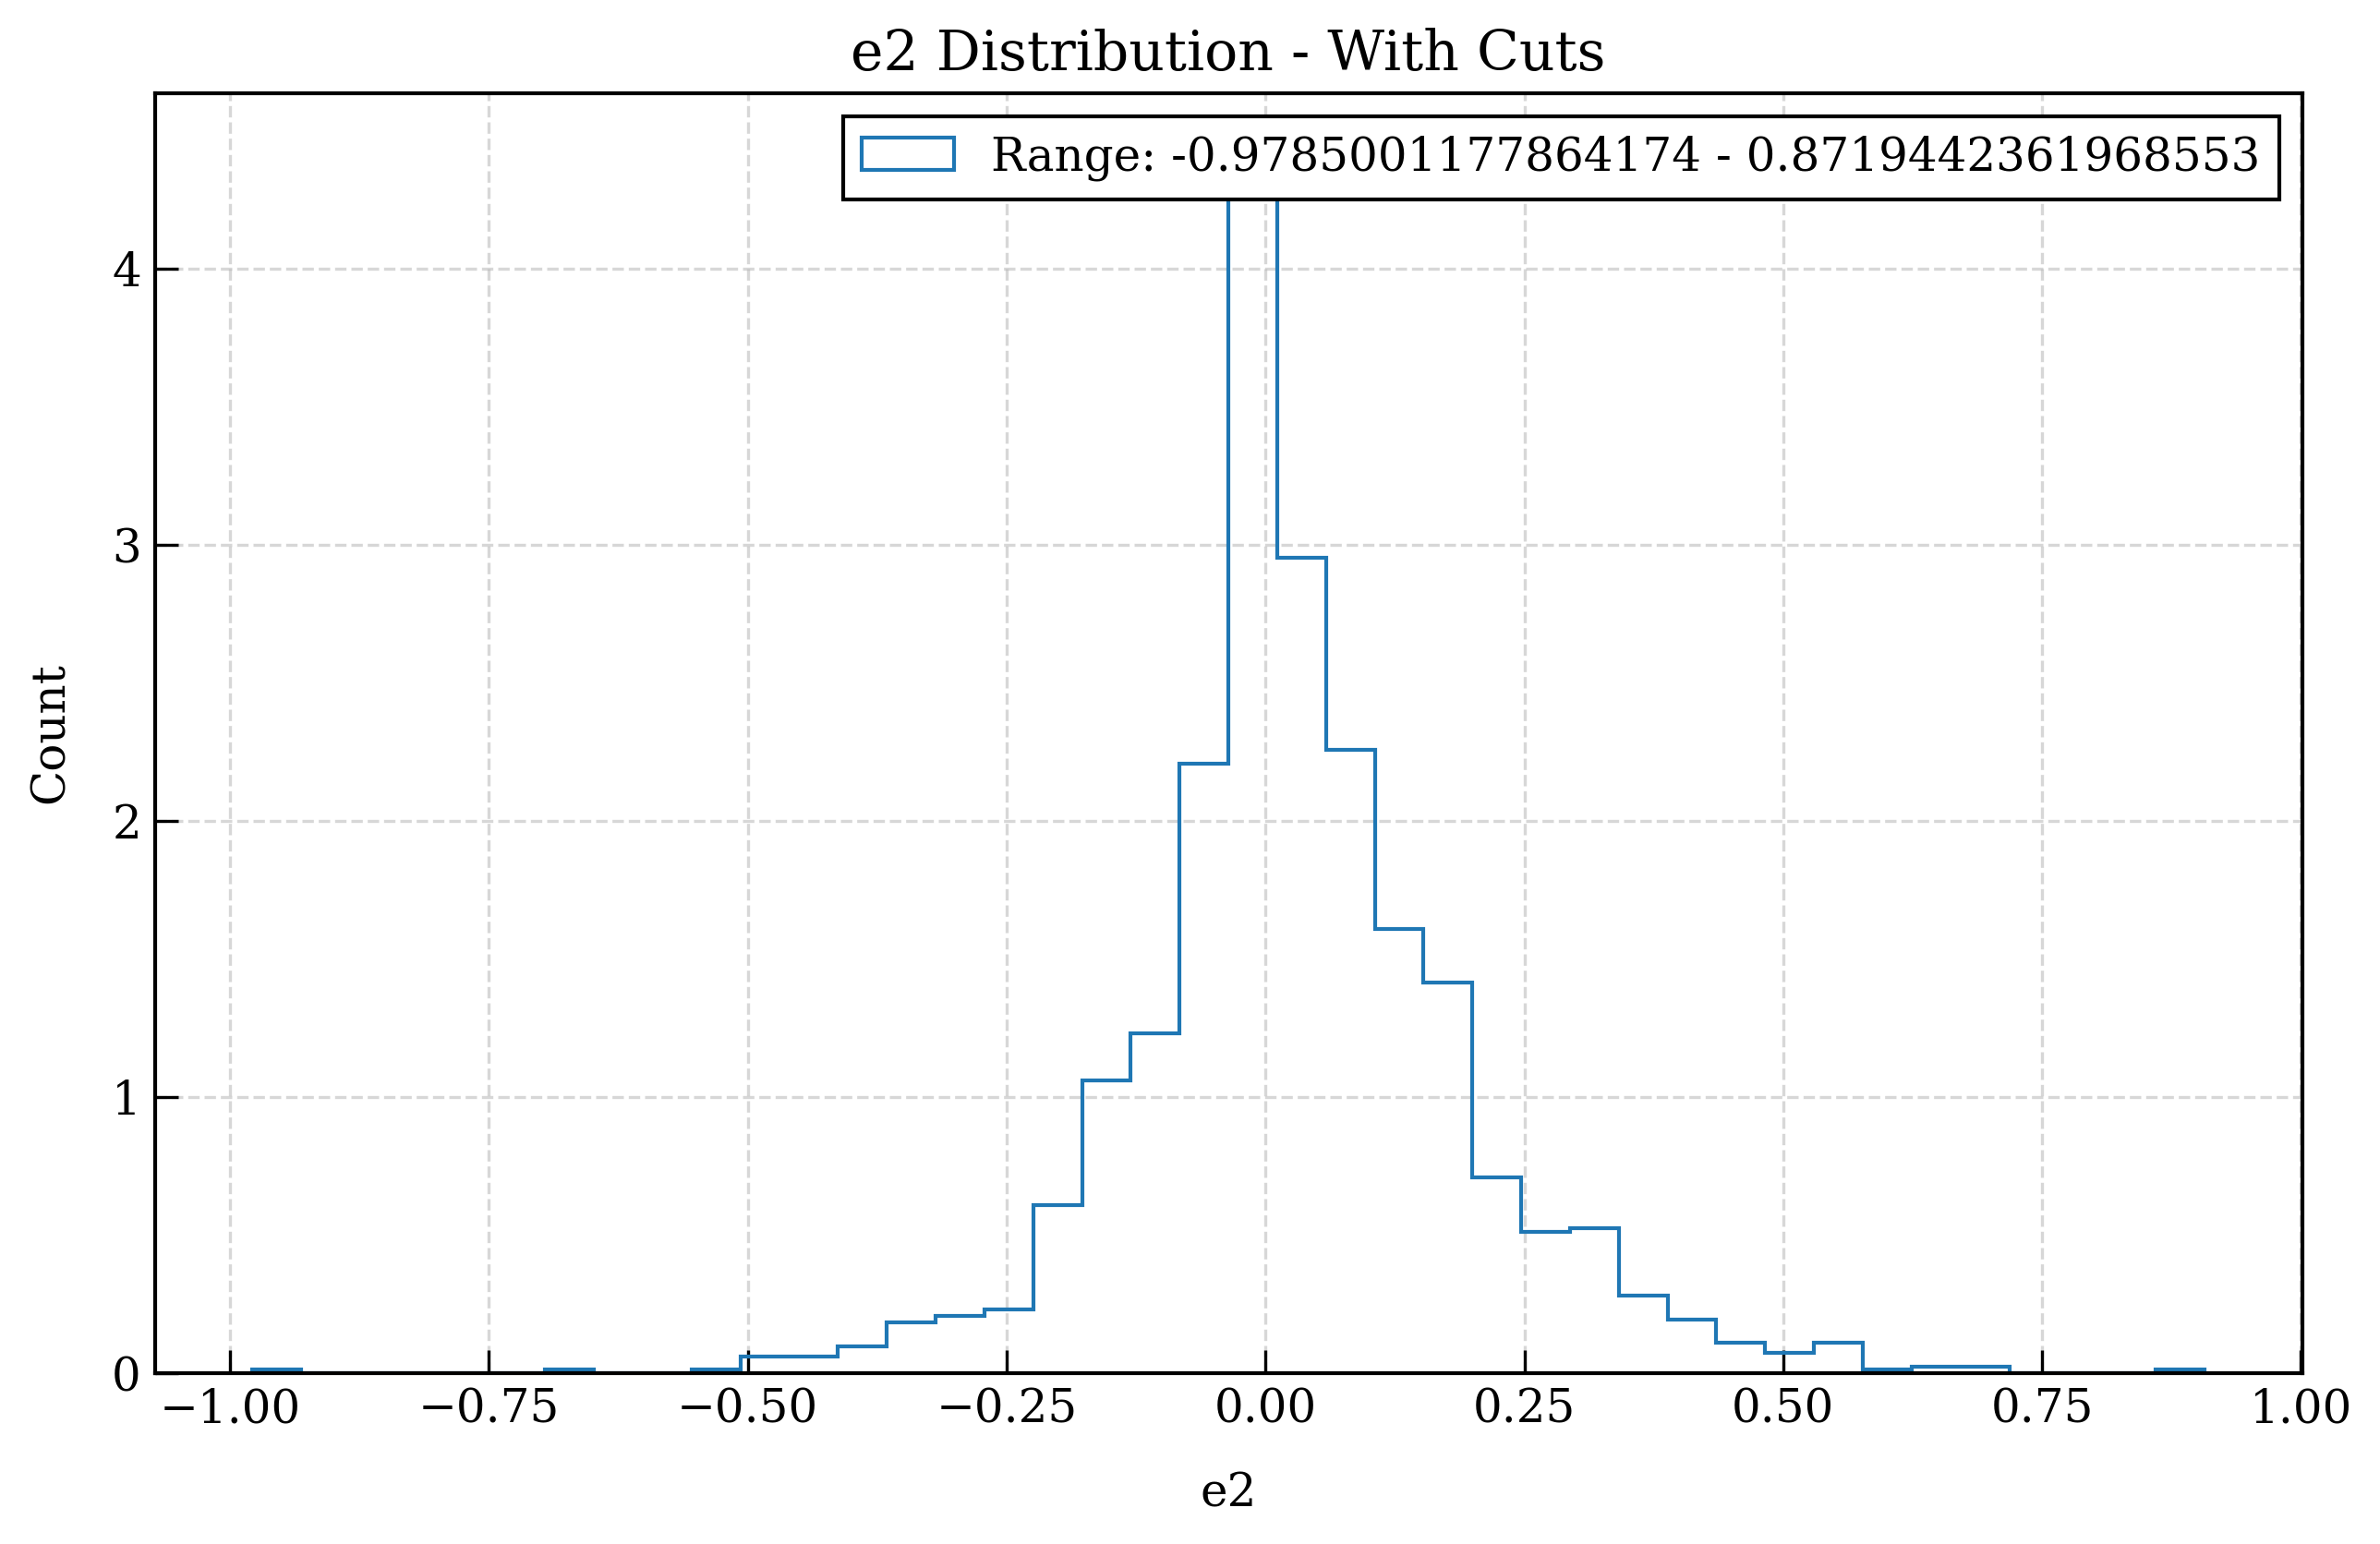 e2 Distribution - With Cuts
Range: -0.9785001177864174 - 0.8719442361968553
4
3
2
1
0
Count
−1.00 −0.75 −0.50 −0.25 0.00 0.25 0.50 0.75 1.00
e2